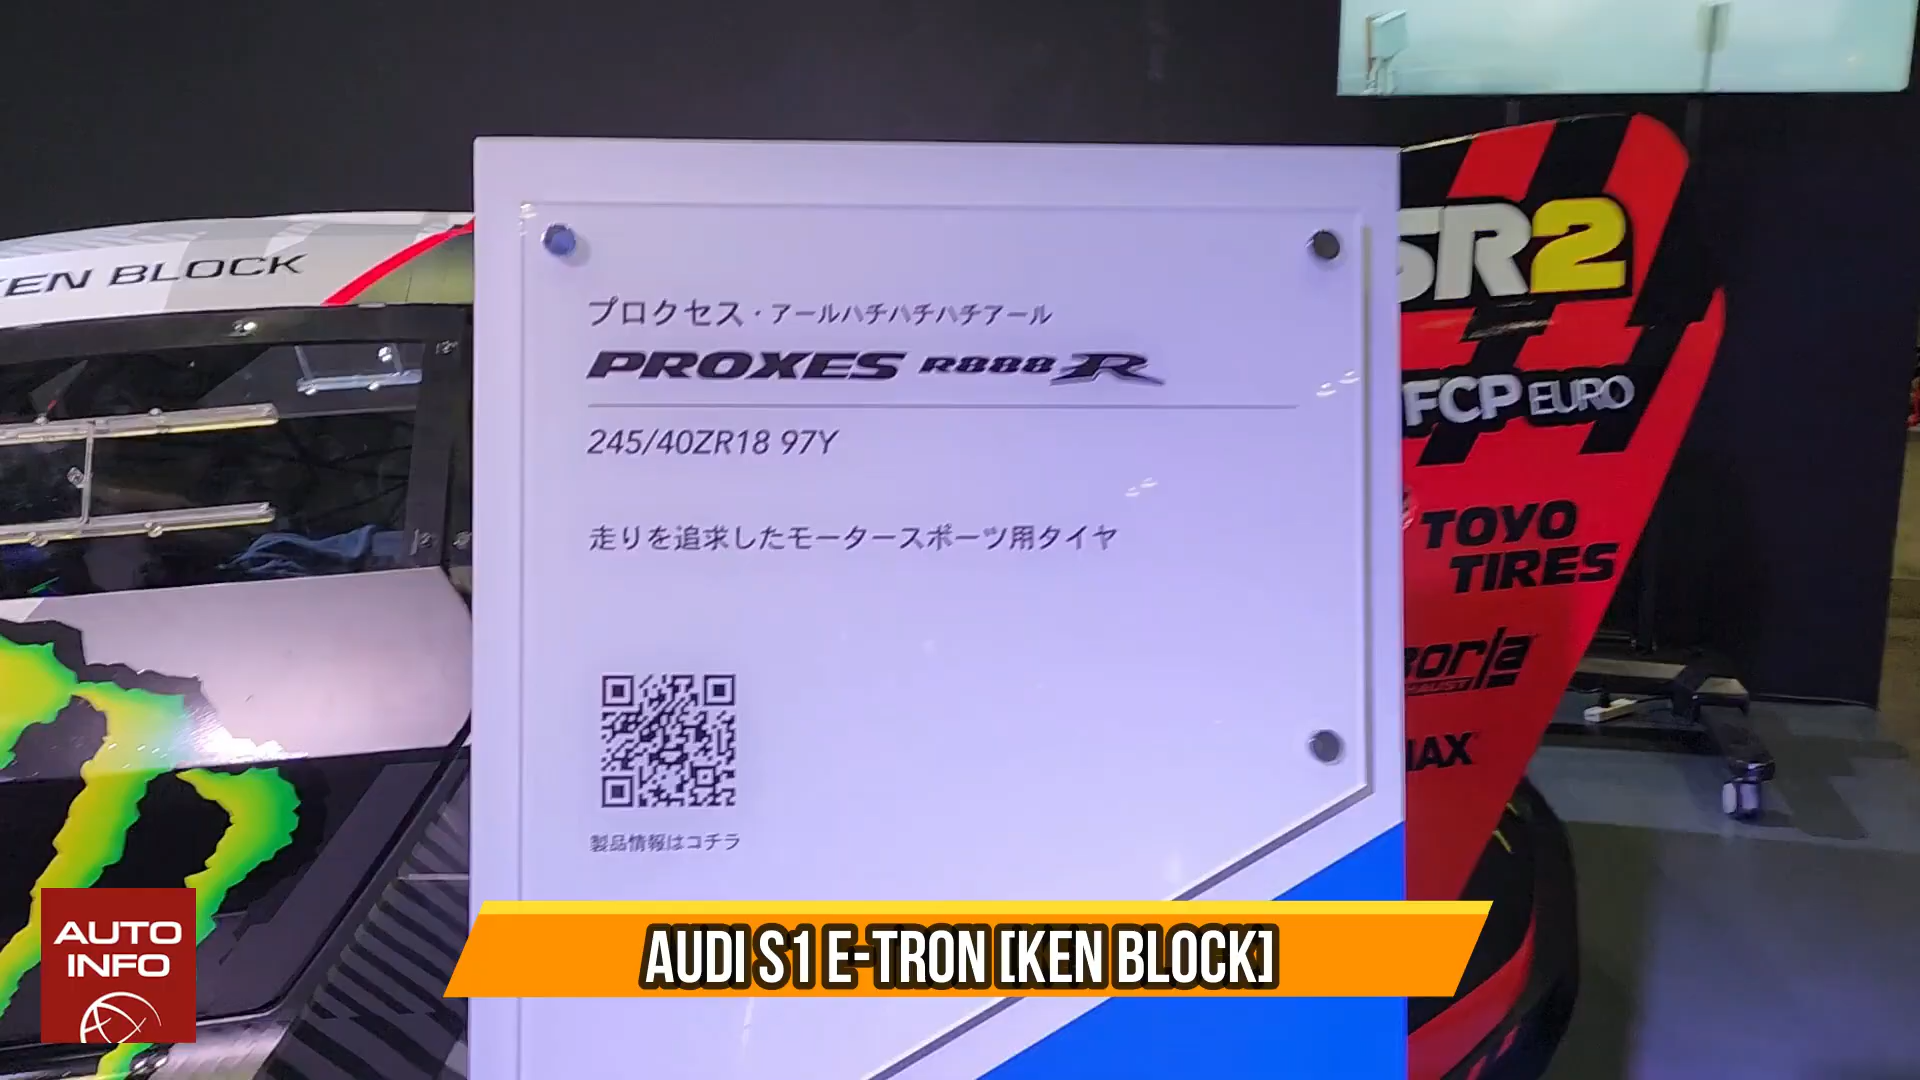 KEN BLOCK
プロクセス・アールハチハチハチアール
PROXES R888R
245/40ZR18 97Y
走りを追求したモータースポーツ用タイヤ
製品情報はコチラ
SR2
FCP EURO
TOYO
TIRES
borla
AUTO
INFO
AUDI S1 E-TRON [KEN BLOCK]